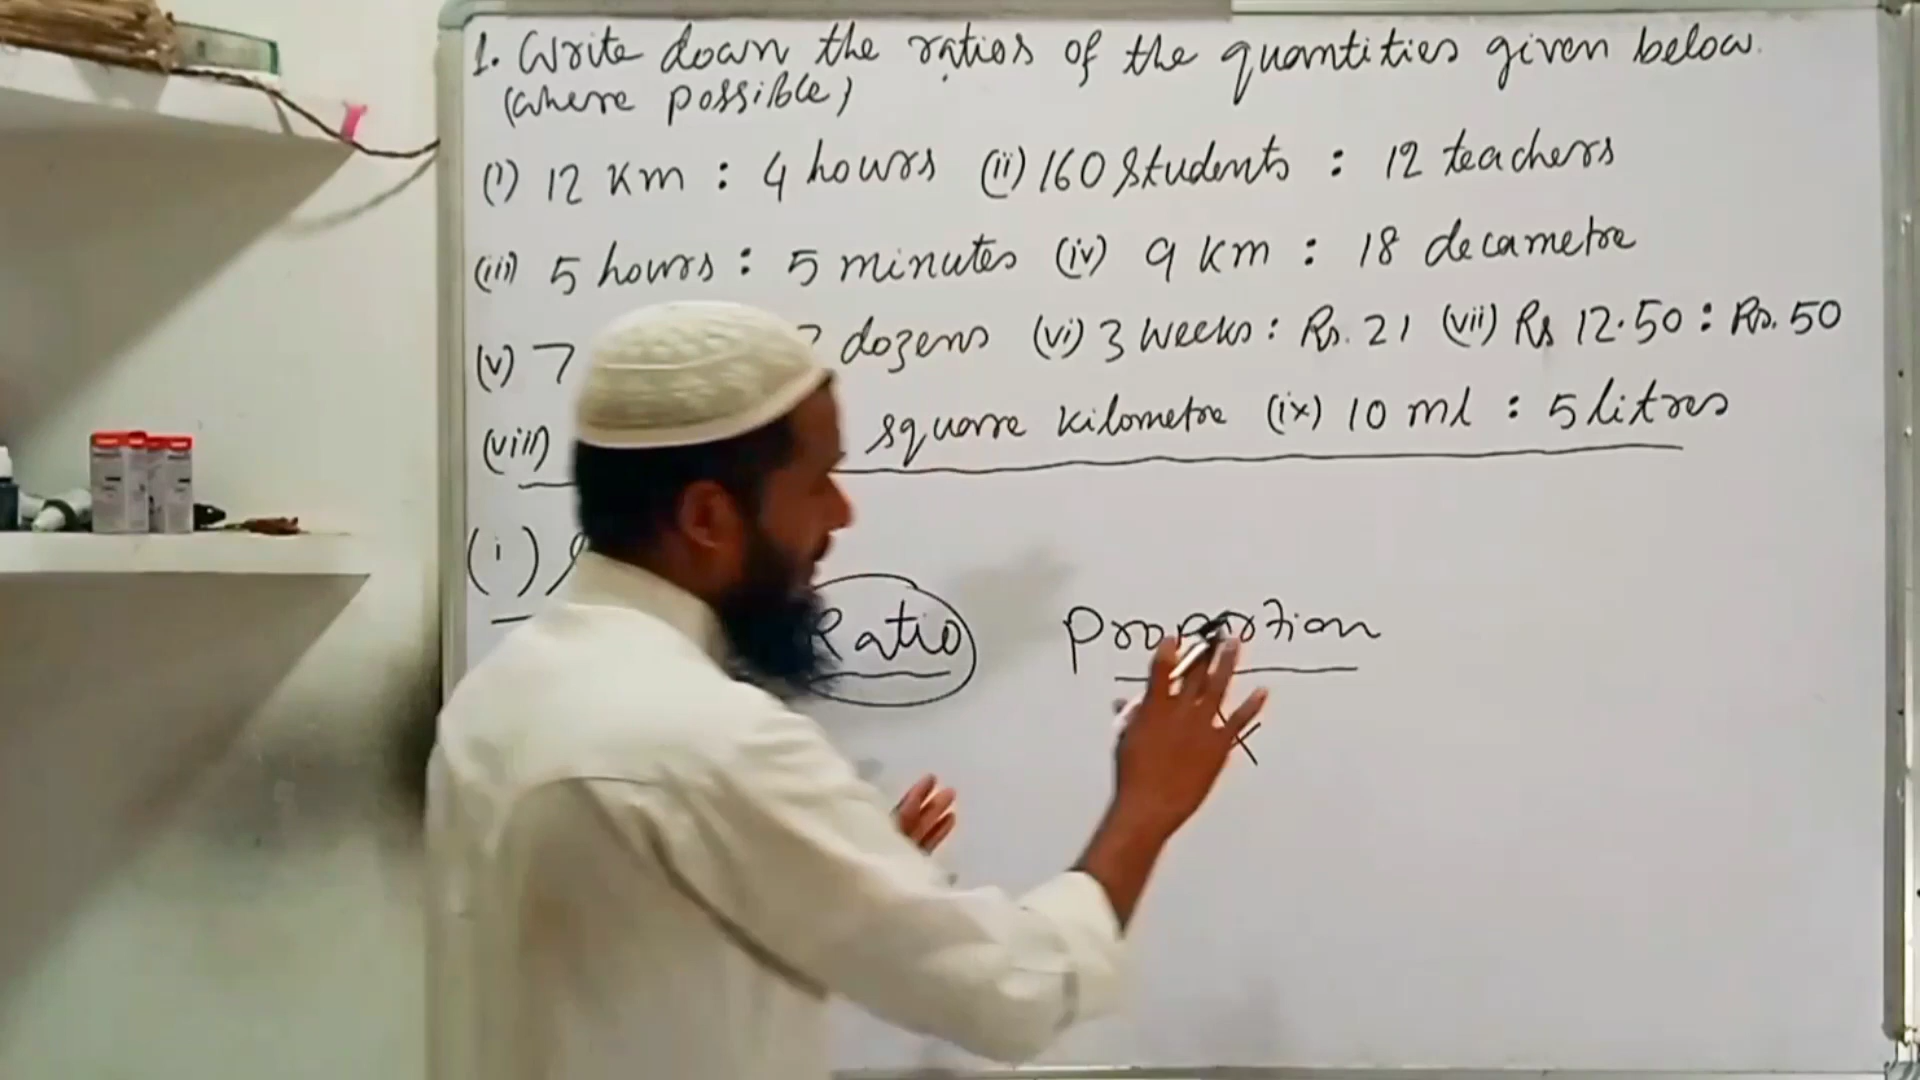 1. Write down the ratios of the quantities given below.
(where possible)
(i) 12 Km : 4 hours (ii) 160 Students : 12 teachers
(iii) 5 hours : 5 minutes (iv) 9 Km : 18 decametre
(v) 7 dozens (vi) 3 weeks : Rs. 21 (vii) Rs 12.50 : Rs. 50
(viii) square kilometre (ix) 10 ml : 5 litres
(i)
Ratio Proportion